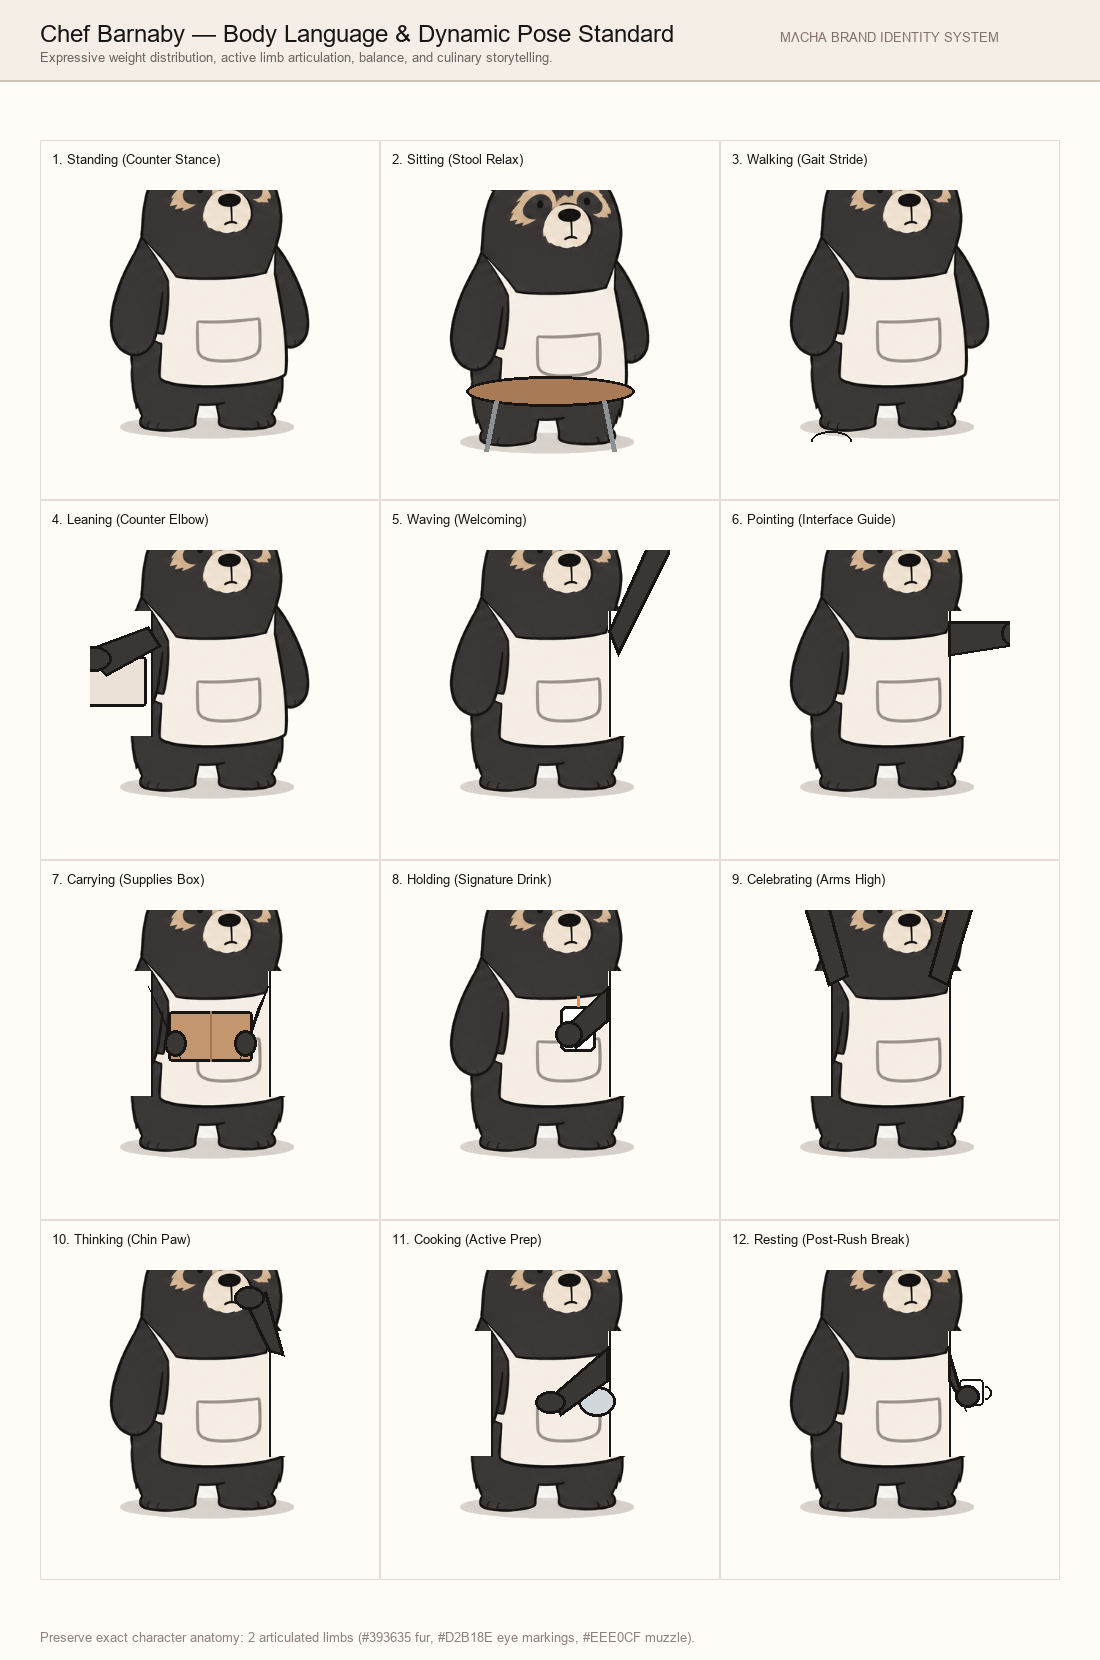 Chef Barnaby — Body Language & Dynamic Pose Standard
MΛCHA BRAND IDENTITY SYSTEM
Expressive weight distribution, active limb articulation, balance, and culinary storytelling.
1. Standing (Counter Stance)
2. Sitting (Stool Relax)
3. Walking (Gait Stride)
4. Leaning (Counter Elbow)
5. Waving (Welcoming)
6. Pointing (Interface Guide)
7. Carrying (Supplies Box)
8. Holding (Signature Drink)
9. Celebrating (Arms High)
10. Thinking (Chin Paw)
11. Cooking (Active Prep)
12. Resting (Post-Rush Break)
Preserve exact character anatomy: 2 articulated limbs (#393635 fur, #D2B18E eye markings, #EEE0CF muzzle).